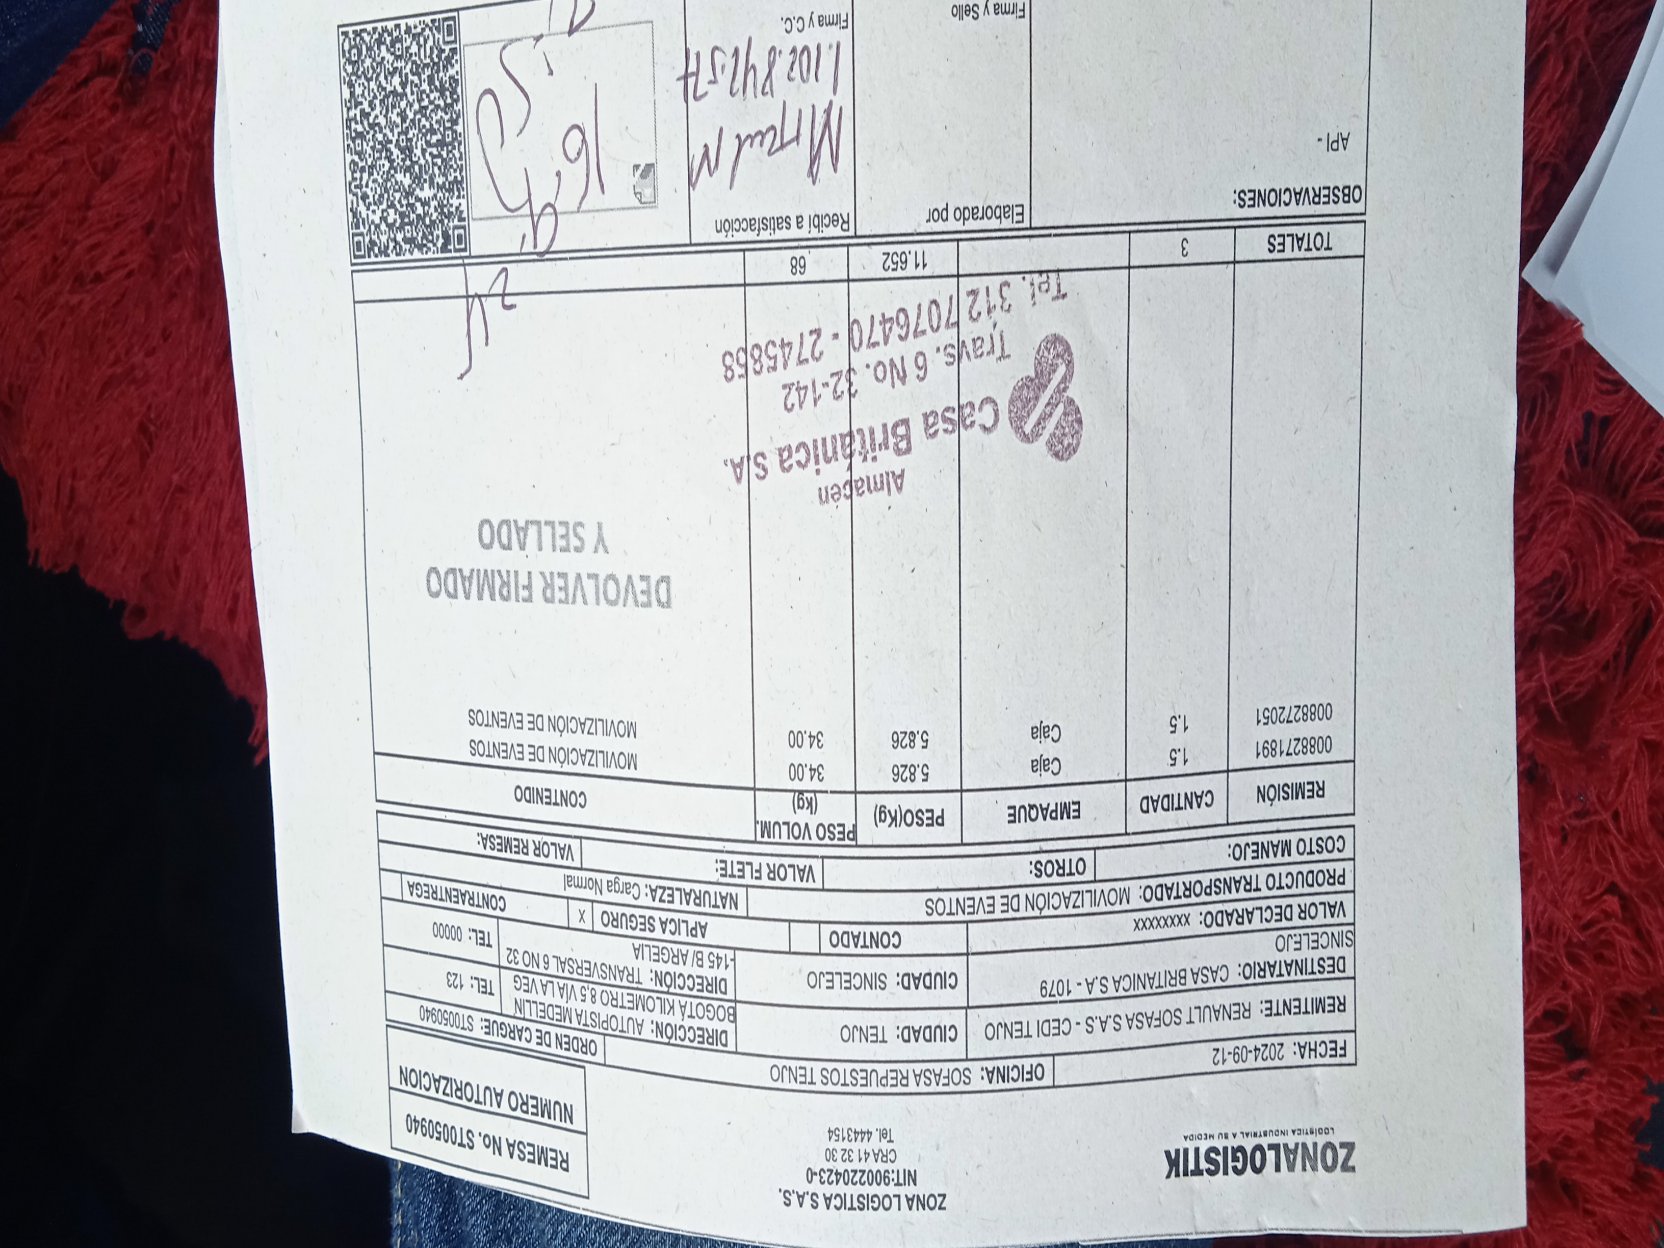 ZONALOGISTIK
LOGÍSTICA INDUSTRIAL A SU MEDIDA
ZONA LOGISTICA S.A.S.
NIT:900220423-0
CRA 41 32 30
Tel. 4443154
REMESA No. ST0050940
NUMERO AUTORIZACION
FECHA: 2024-09-12
OFICINA: SOFASA REPUESTOS TENJO
ORDEN DE CARGUE: ST0050940
REMITENTE: RENAULT SOFASA S.A.S - CEDI TENJO
CIUDAD: TENJO
DIRECCIÓN: AUTOPISTA MEDELLIN
BOGOTÁ KILOMETRO 8,5 VÍA LA VEG
TEL: 123
DESTINATARIO: CASA BRITANICA S.A - 1079
SINCELEJO
CIUDAD: SINCELEJO
DIRECCIÓN: TRANSVERSAL 6 NO 32
-145 B/ ARGELIA
TEL: 00000
VALOR DECLARADO: xxxxxxxx
CONTADO
APLICA SEGURO X
CONTRAENTREGA
PRODUCTO TRANSPORTADO: MOVILIZACIÓN DE EVENTOS
NATURALEZA: Carga Normal
COSTO MANEJO:
OTROS:
VALOR FLETE:
VALOR REMESA:
REMISIÓN CANTIDAD EMPAQUE PESO(Kg) PESO VOLUM. (kg) CONTENIDO
0088271891 1.5 Caja 5.826 34.00 MOVILIZACIÓN DE EVENTOS
0088272051 1.5 Caja 5.826 34.00 MOVILIZACIÓN DE EVENTOS
DEVOLVER FIRMADO
Y SELLADO
Almacén
Casa Británica S.A.
Travs. 6 No. 32-142
Tel. 312 7076470 - 2745868
TOTALES 3 11.652 68
OBSERVACIONES:
API -
Elaborado por
Firma y Sello
Recibí a satisfacción
Firma y C.C.
24
16